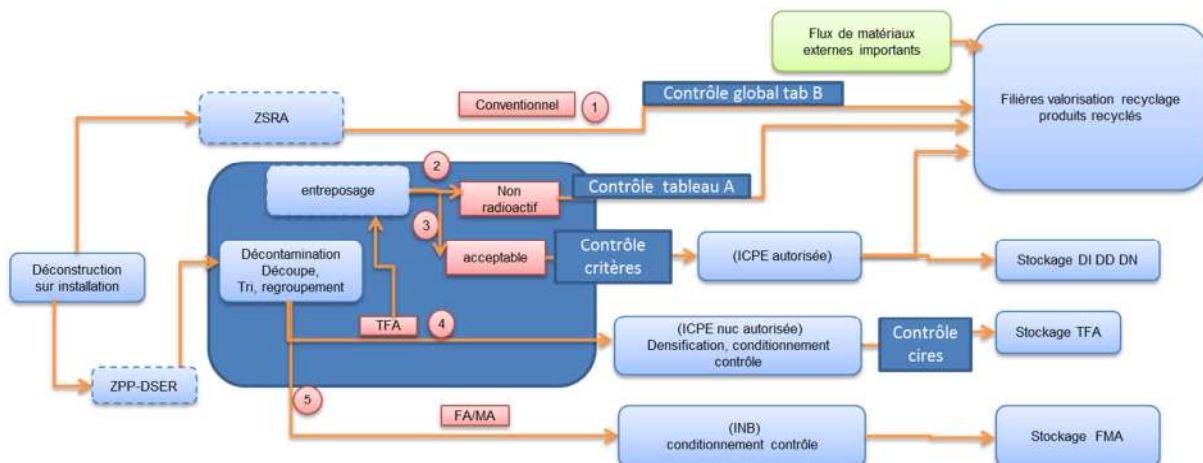 Flux de matériaux
externes importants
Filières valorisation recyclage
produits recyclés
Conventionnel
1
Contrôle global tab B
ZSRA
2
entreposage
Non
radioactif
Contrôle tableau A
3
Décontamination
Découpe,
Tri, regroupement
acceptable
Contrôle
critères
(ICPE autorisée)
Stockage DI DD DN
Déconstruction
sur installation
TFA
4
(ICPE nuc autorisée)
Densification, conditionnement
contrôle
Contrôle
cires
Stockage TFA
ZPP-DSER
5
FA/MA
(INB)
conditionnement contrôle
Stockage FMA